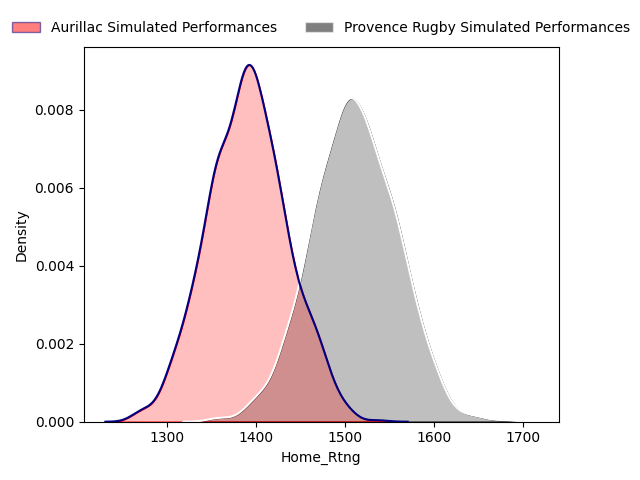 Aurillac Simulated Performances
Provence Rugby Simulated Performances
0.008
0.006
0.004
0.002
0.000
Density
1300 1400 1500 1600 1700
Home_Rtng